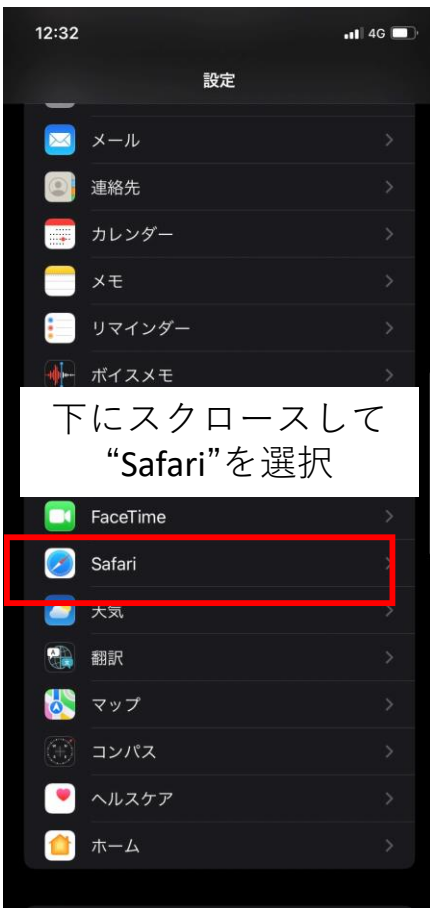 12:32
4G
設定
メール
連絡先
カレンダー
メモ
リマインダー
ボイスメモ
下にスクロースして
“Safari”を選択
FaceTime
Safari
天気
翻訳
マップ
コンパス
ヘルスケア
ホーム